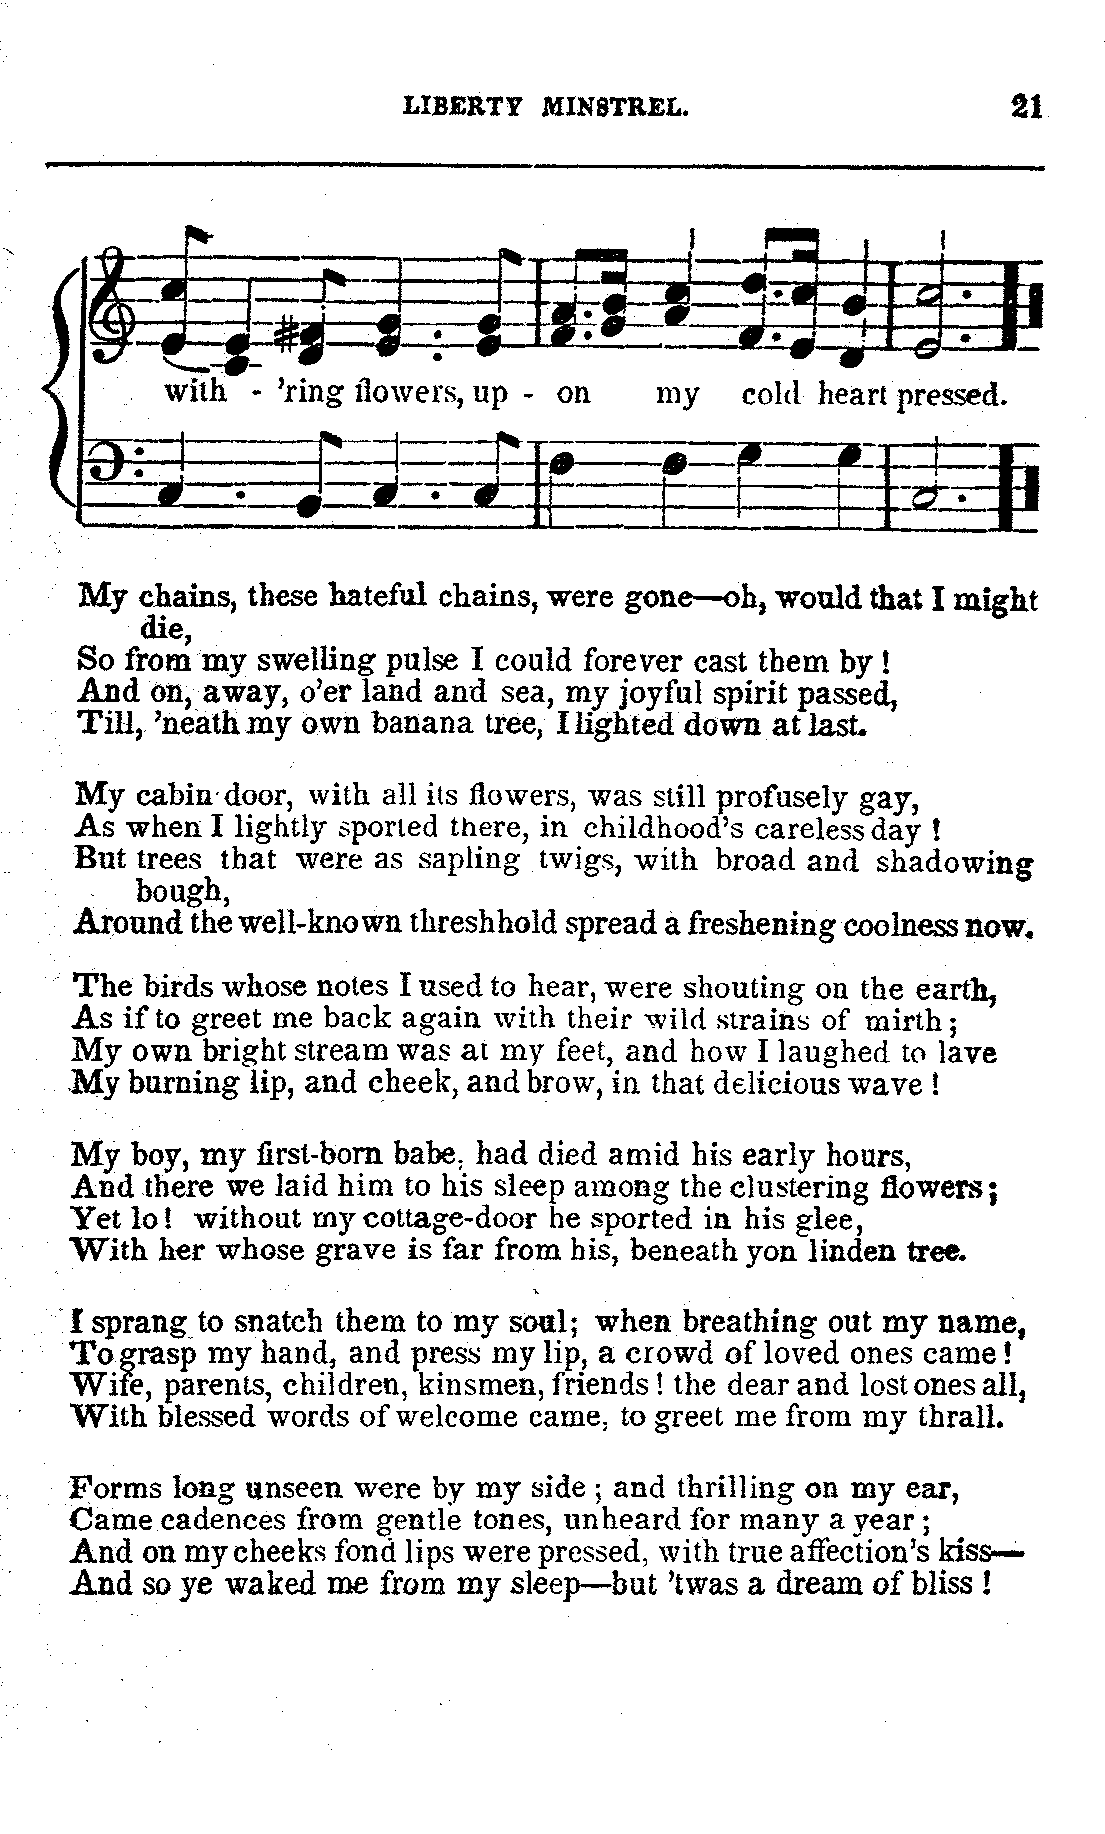 LIBERTY MINSTREL. 21
with - 'ring flowers, up - on my cold heart pressed.
My chains, these hateful chains, were gone—oh, would that I might
die,
So from my swelling pulse I could forever cast them by!
And on, away, o'er land and sea, my joyful spirit passed,
Till, 'neath my own banana tree, I lighted down at last.
My cabin door, with all its flowers, was still profusely gay,
As when I lightly sported there, in childhood's careless day!
But trees that were as sapling twigs, with broad and shadowing
bough,
Around the well-known threshhold spread a freshening coolness now.
The birds whose notes I used to hear, were shouting on the earth,
As if to greet me back again with their wild strains of mirth;
My own bright stream was at my feet, and how I laughed to lave
My burning lip, and cheek, and brow, in that delicious wave!
My boy, my first-born babe, had died amid his early hours,
And there we laid him to his sleep among the clustering flowers;
Yet lo! without my cottage-door he sported in his glee,
With her whose grave is far from his, beneath yon linden tree.
I sprang to snatch them to my soul; when breathing out my name,
To grasp my hand, and press my lip, a crowd of loved ones came!
Wife, parents, children, kinsmen, friends! the dear and lost ones all,
With blessed words of welcome came, to greet me from my thrall.
Forms long unseen were by my side; and thrilling on my ear,
Came cadences from gentle tones, unheard for many a year;
And on my cheeks fond lips were pressed, with true affection's kiss—
And so ye waked me from my sleep—but 'twas a dream of bliss!